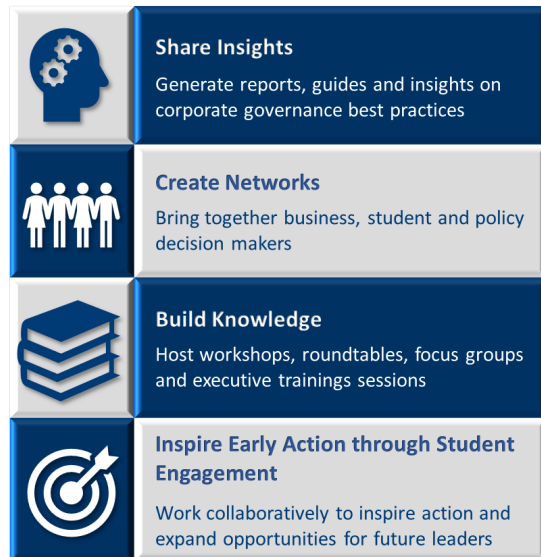 Share Insights
Generate reports, guides and insights on
corporate governance best practices
Create Networks
Bring together business, student and policy
decision makers
Build Knowledge
Host workshops, roundtables, focus groups
and executive trainings sessions
Inspire Early Action through Student
Engagement
Work collaboratively to inspire action and
expand opportunities for future leaders